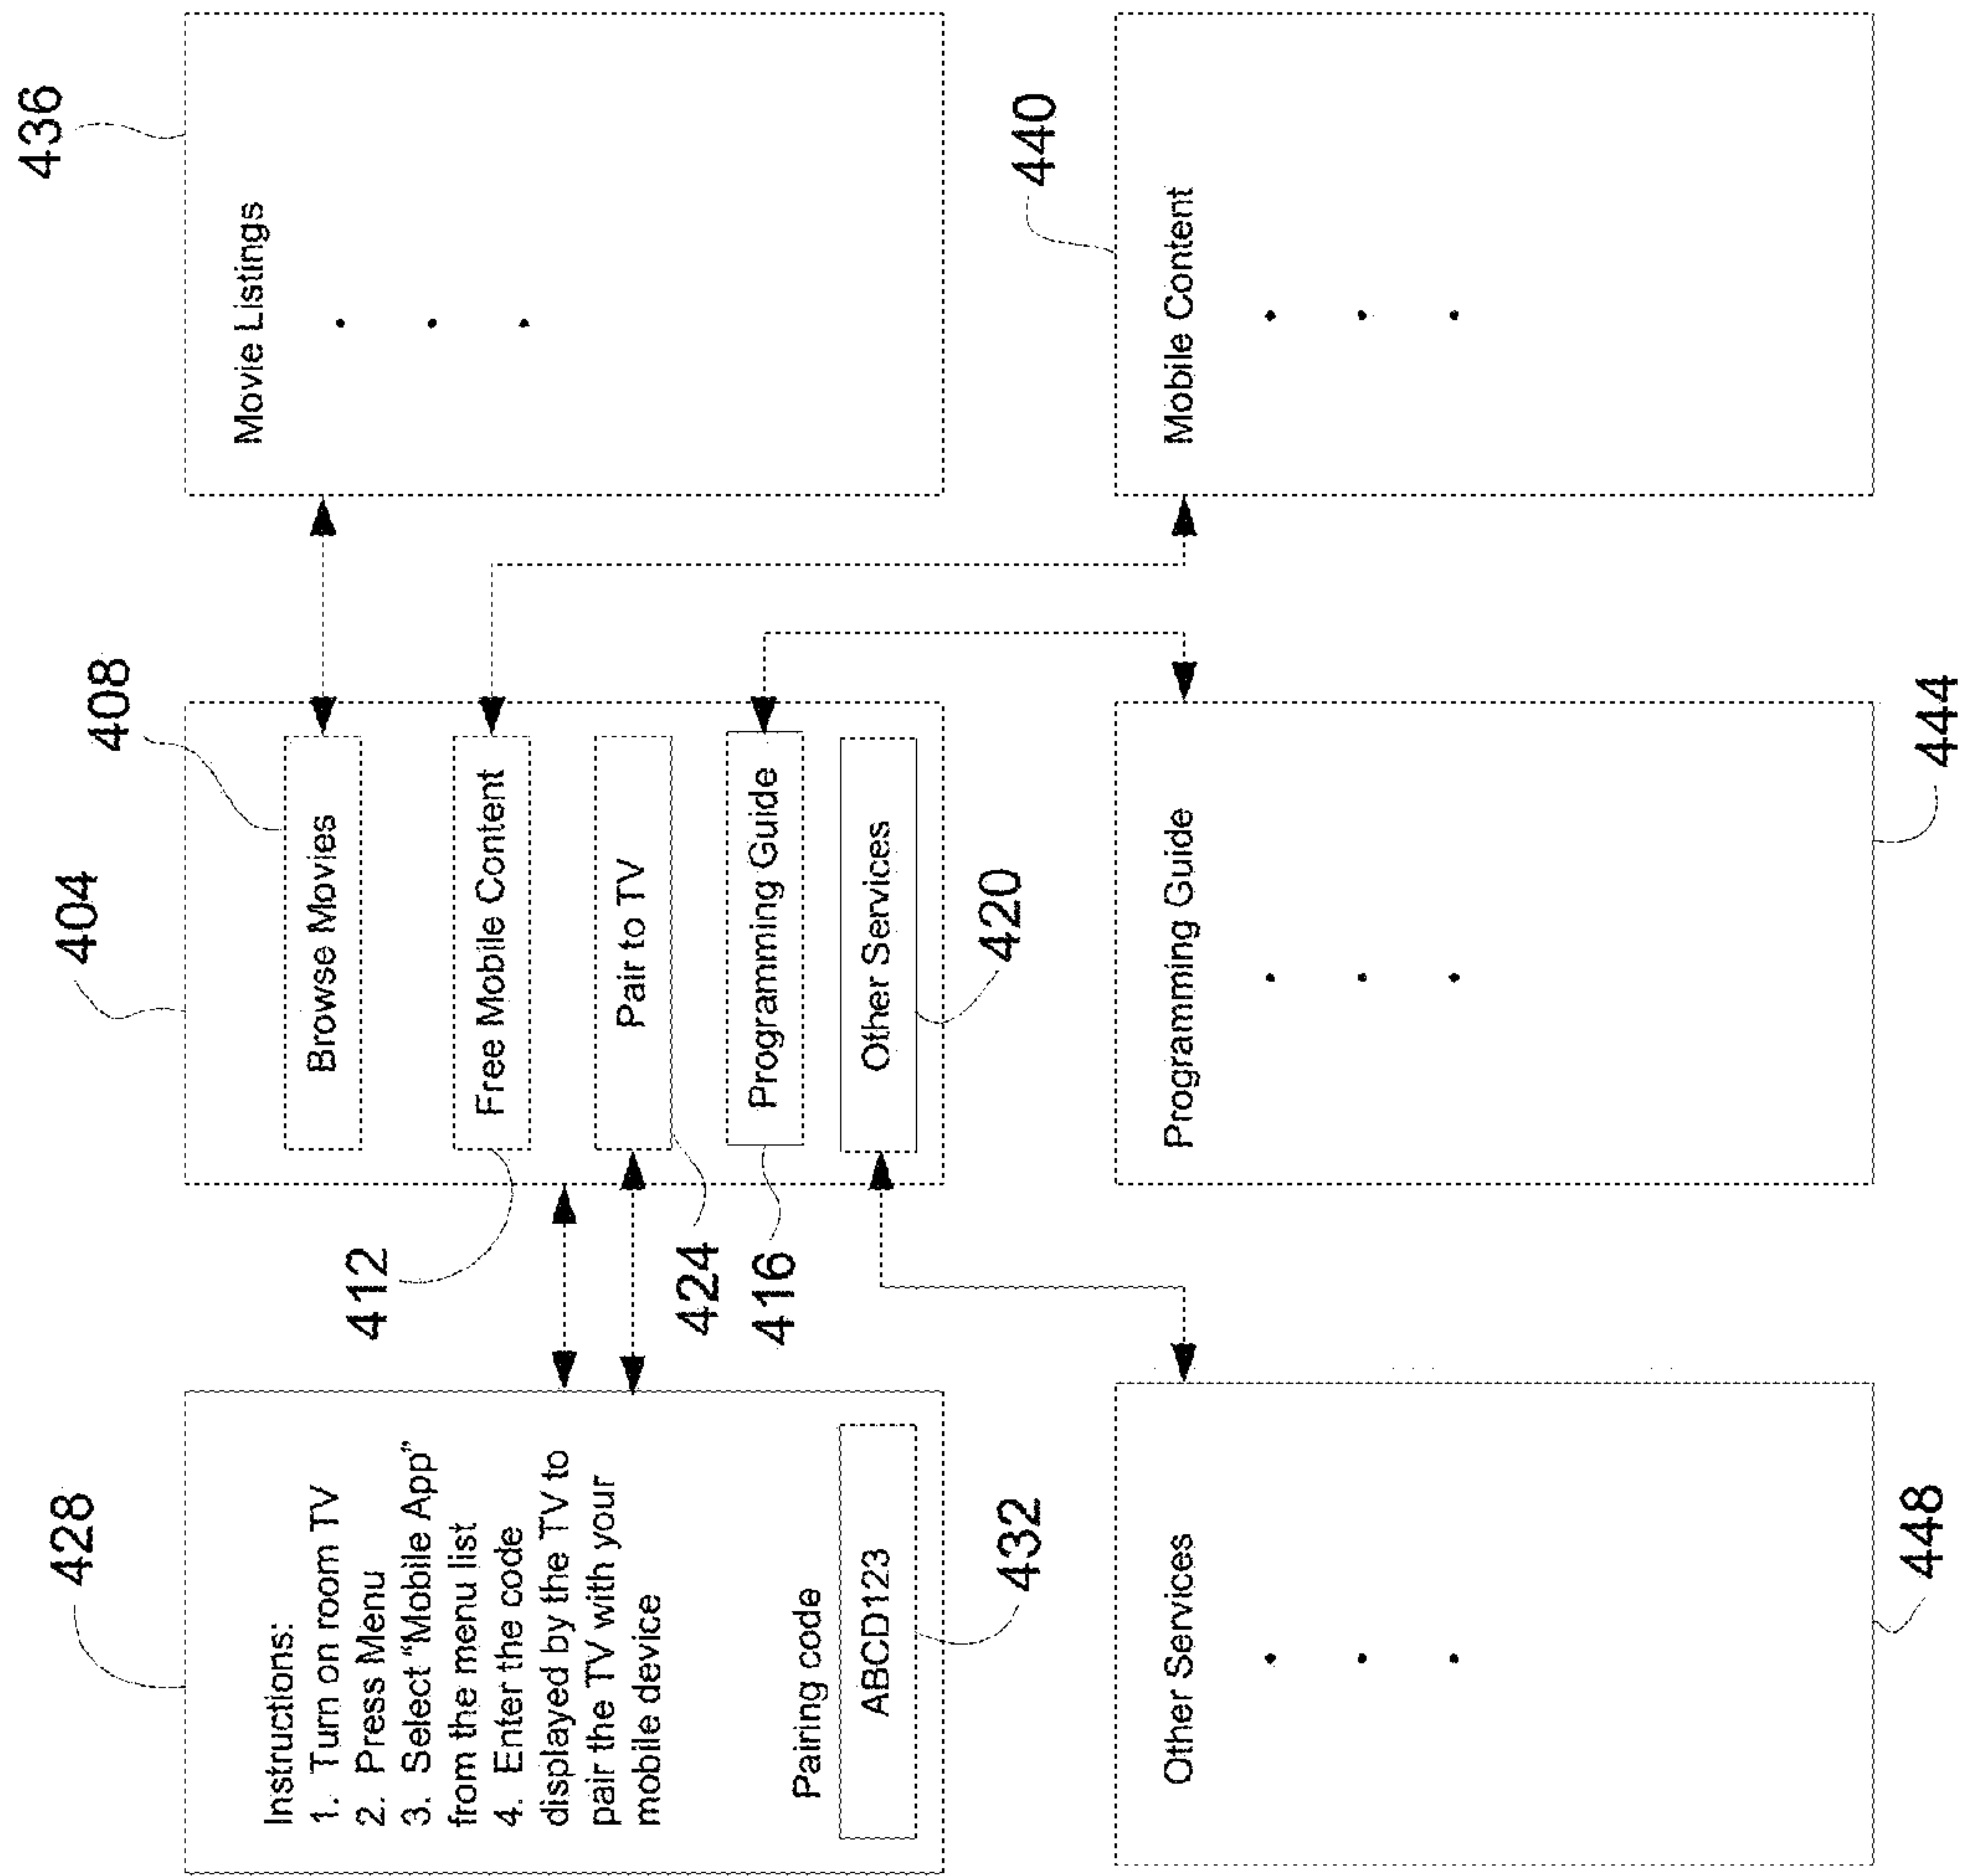 428
Instructions:
1. Turn on room TV
2. Press Menu
3. Select “Mobile App”
from the menu list
4. Enter the code
displayed by the TV to
pair the TV with your
mobile device
Pairing code
ABCD123
432
404
408
Browse Movies
Free Mobile Content
412
Pair to TV
424
Programming Guide
416
Other Services
420
436
Movie Listings
448
Other Services
444
Programming Guide
440
Mobile Content